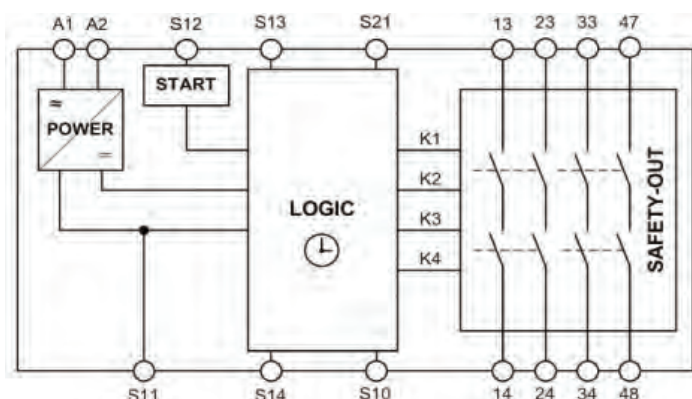 A1 A2 S12 S13 S21 13 23 33 47
START
POWER
K1
K2
LOGIC
K3
K4
SAFETY-OUT
S11 S14 S10 14 24 34 48